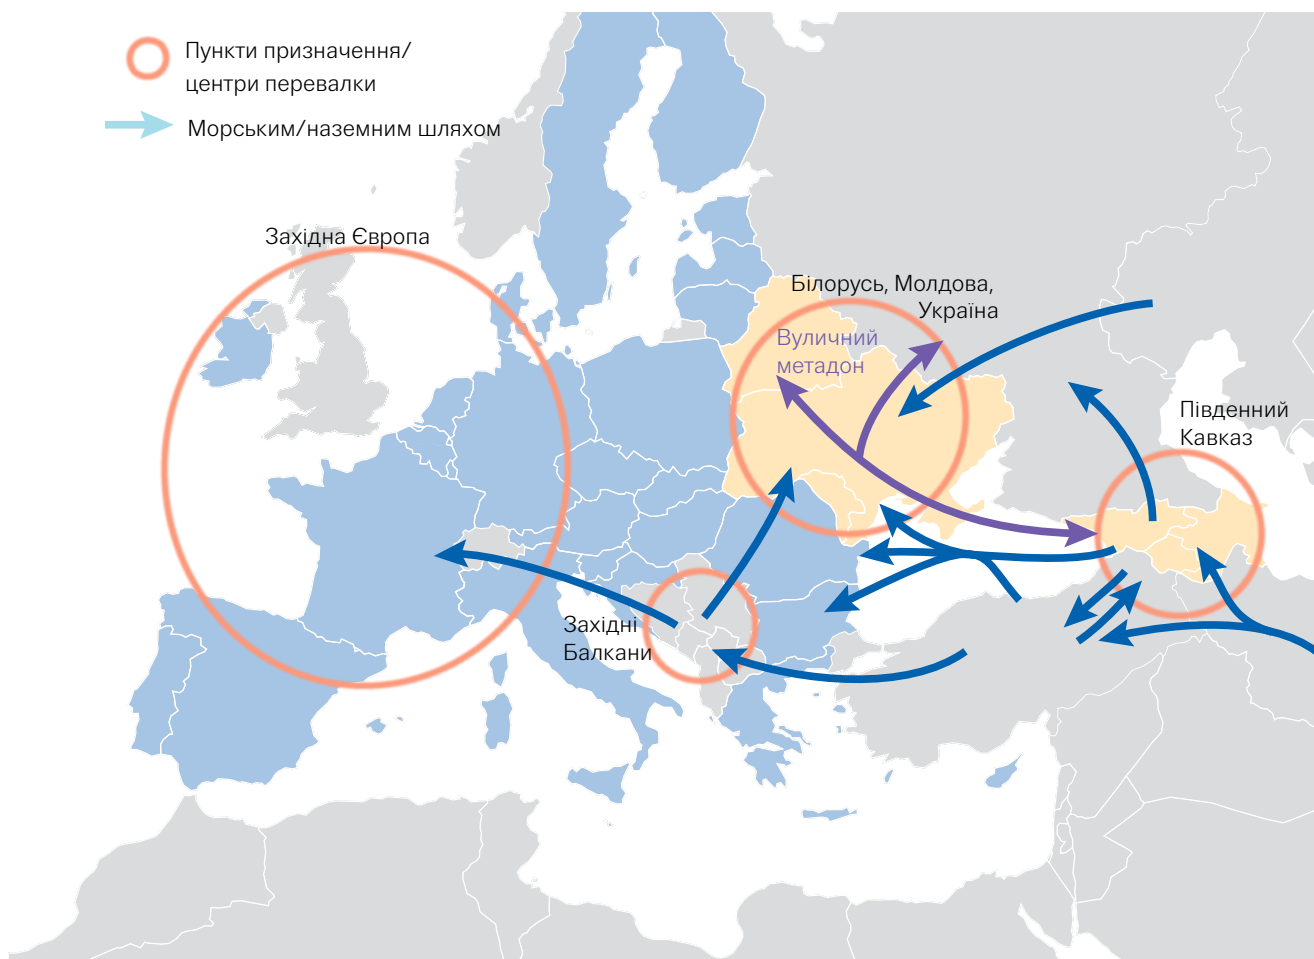 Пункти призначення/
центри перевалки
Морським/наземним шляхом
Західна Європа
Білорусь, Молдова,
Україна
Вуличний
метадон
Південний
Кавказ
Західні
Балкани